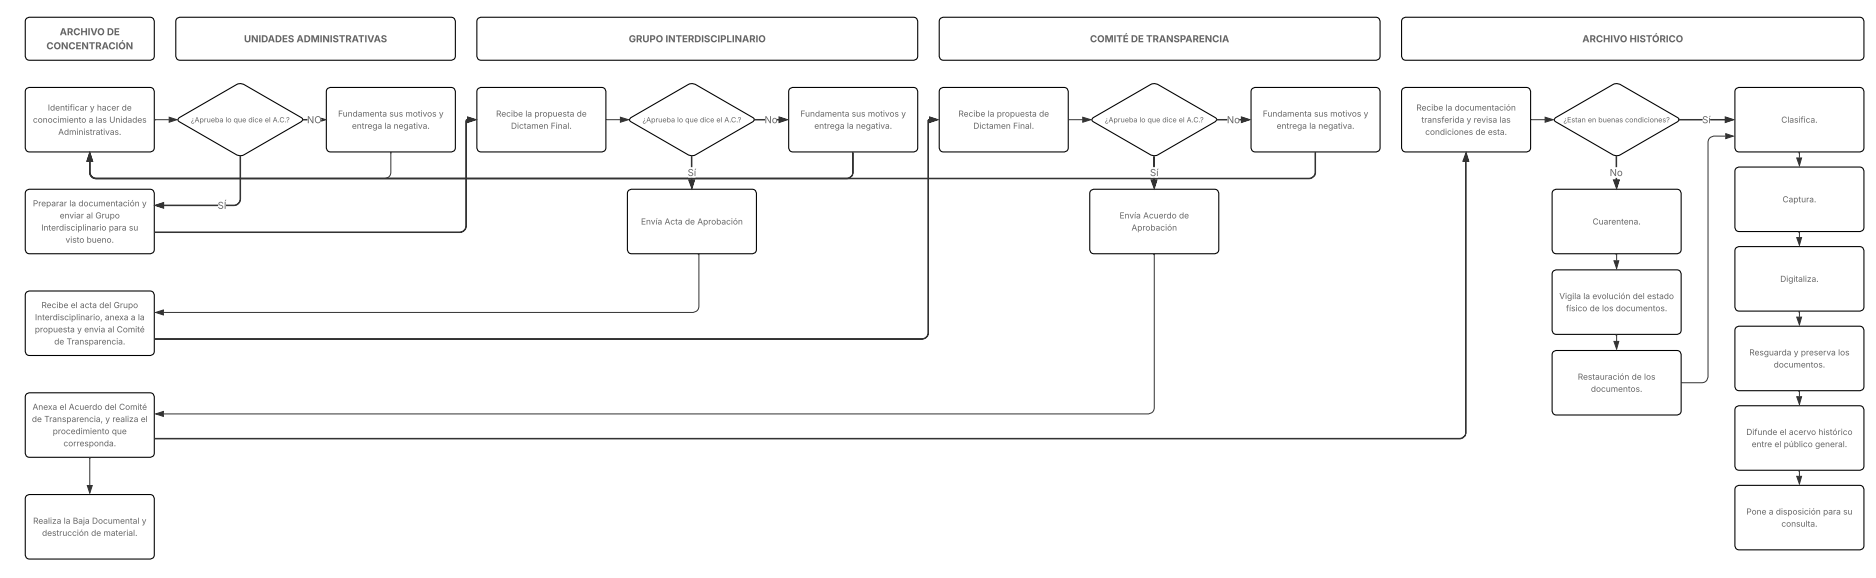 ARCHIVO DE
CONCENTRACIÓN
UNIDADES ADMINISTRATIVAS
GRUPO INTERDISCIPLINARIO
COMITÉ DE TRANSPARENCIA
ARCHIVO HISTÓRICO
Identificar y hacer de
conocimiento a las Unidades
Administrativas.
¿Aprueba lo que dice el A.C.?
NO
Fundamenta sus motivos y
entrega la negativa.
Sí
Preparar la documentación y
enviar al Grupo
Interdisciplinario para su
visto bueno.
Recibe la propuesta de
Dictamen Final.
¿Aprueba lo que dice el A.C.?
No
Fundamenta sus motivos y
entrega la negativa.
Sí
Envía Acta de Aprobación
Recibe el acta del Grupo
Interdisciplinario, anexa a la
propuesta y envía al Comité
de Transparencia.
Recibe la propuesta de
Dictamen Final.
¿Aprueba lo que dice el A.C.?
No
Fundamenta sus motivos y
entrega la negativa.
Sí
Envía Acuerdo de
Aprobación
Anexa el Acuerdo del Comité
de Transparencia, y realiza el
procedimiento que
corresponda.
Realiza la Baja Documental y
destrucción de material.
Recibe la documentación
transferida y revisa las
condiciones de esta.
¿Estan en buenas condiciones?
Sí
No
Cuarentena.
Vigila la evolución del estado
físico de los documentos.
Restauración de los
documentos.
Clasifica.
Captura.
Digitaliza.
Resguarda y preserva los
documentos.
Difunde el acervo histórico
entre el público general.
Pone a disposición para su
consulta.